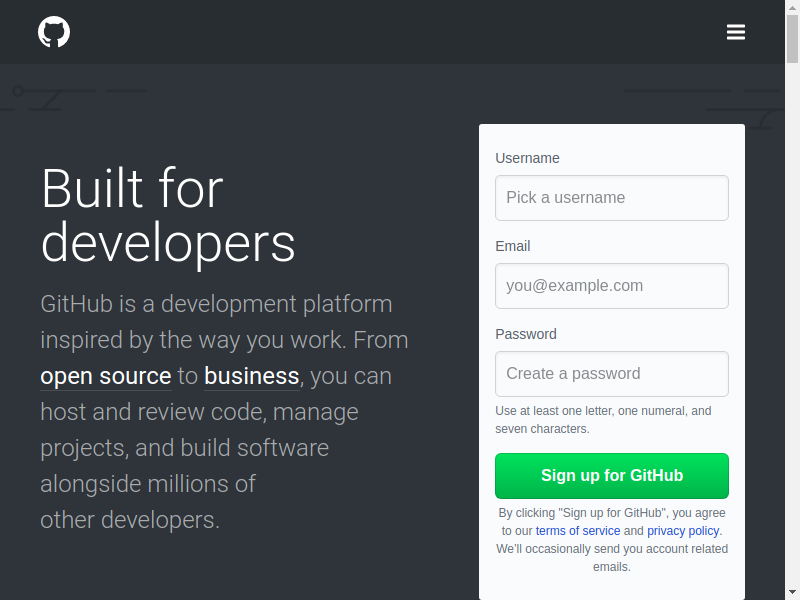 Built for
developers
GitHub is a development platform
inspired by the way you work. From
open source to business, you can
host and review code, manage
projects, and build software
alongside millions of
other developers.
Username
Pick a username
Email
you@example.com
Password
Create a password
Use at least one letter, one numeral, and
seven characters.
Sign up for GitHub
By clicking "Sign up for GitHub", you agree
to our terms of service and privacy policy.
We'll occasionally send you account related
emails.